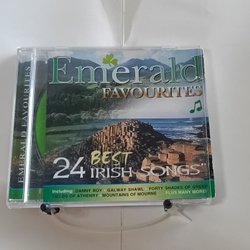 EMERALD FAVOURITES
Emerald
FAVOURITES
24 BEST
IRISH SONGS
Including: DANNY BOY GALWAY SHAWL FORTY SHADES OF GREEN
FIELDS OF ATHENRY MOUNTAINS OF MOURNE PLUS MANY MORE!